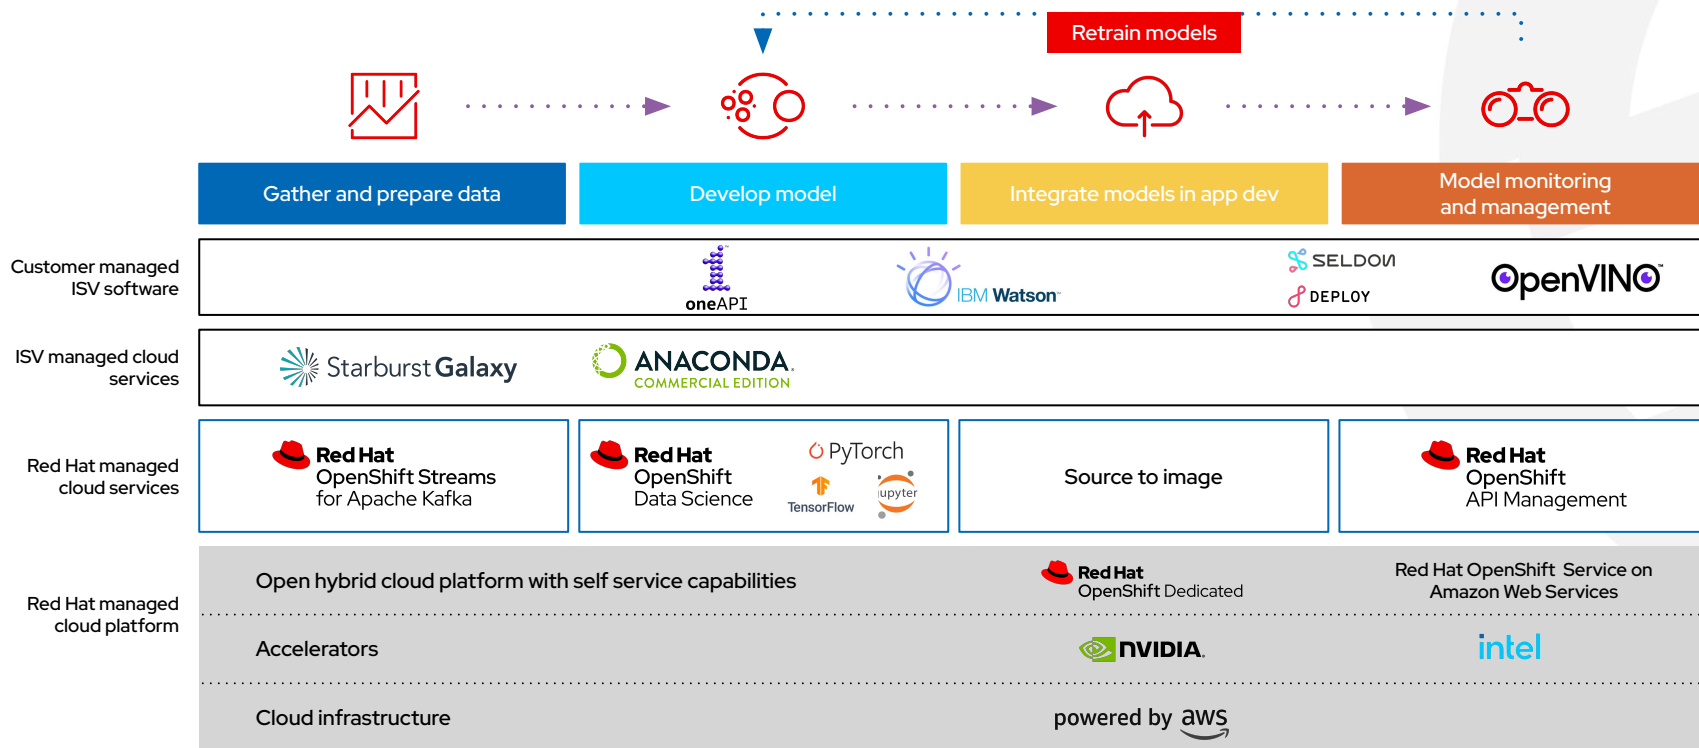 Retrain models
Gather and prepare data
Develop model
Integrate models in app dev
Model monitoring
and management
Customer managed
ISV software
oneAPI
IBM Watson™
SELDON
DEPLOY
OpenVINO™
ISV managed cloud
services
Starburst Galaxy
ANACONDA.
COMMERCIAL EDITION
Red Hat managed
cloud services
Red Hat
OpenShift Streams
for Apache Kafka
Red Hat
OpenShift
Data Science
PyTorch
TensorFlow
jupyter
Source to image
Red Hat
OpenShift
API Management
Red Hat managed
cloud platform
Open hybrid cloud platform with self service capabilities
Red Hat
OpenShift Dedicated
Red Hat OpenShift Service on
Amazon Web Services
Accelerators
NVIDIA.
intel
Cloud infrastructure
powered by aws